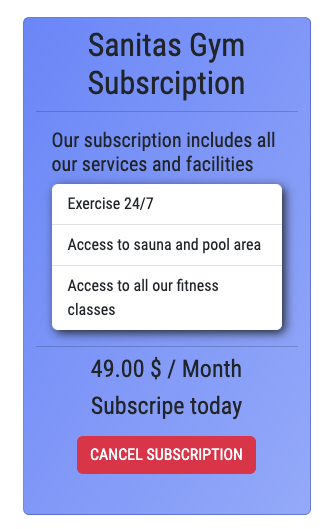 Sanitas Gym
Subsrciption
Our subscription includes all
our services and facilities
Exercise 24/7
Access to sauna and pool area
Access to all our fitness
classes
49.00 $ / Month
Subscripe today
CANCEL SUBSCRIPTION